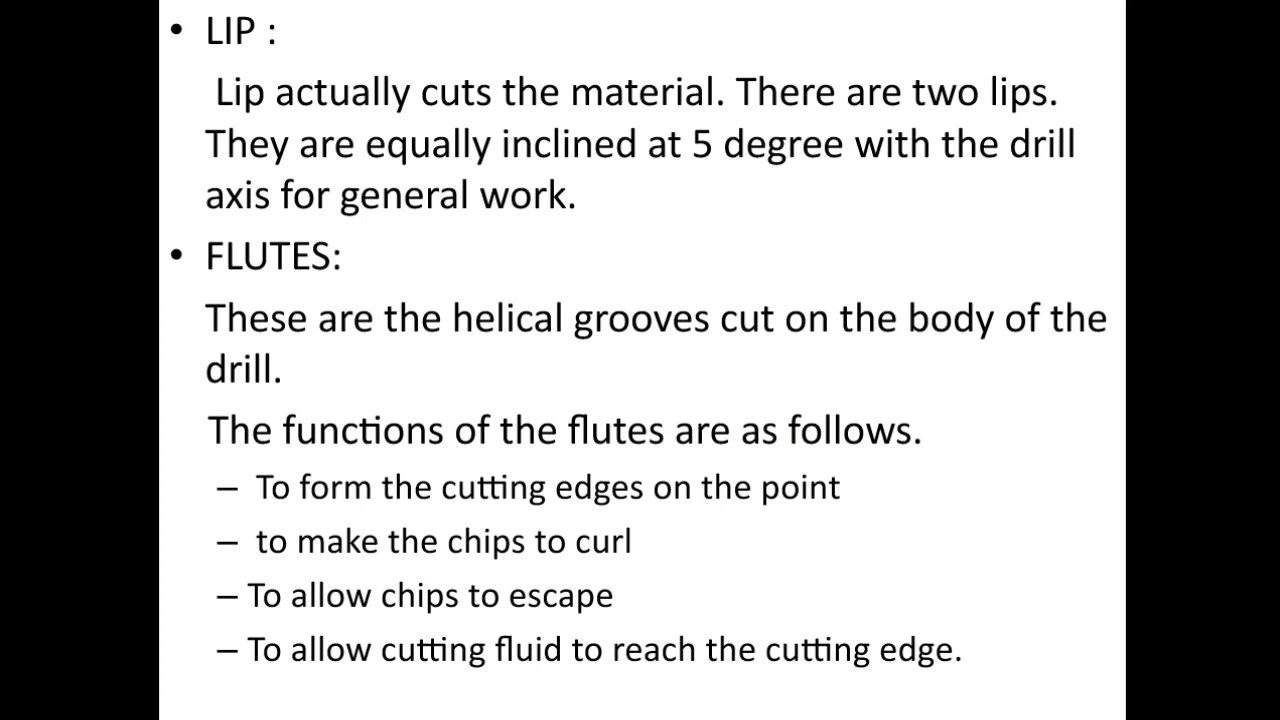 • LIP :
Lip actually cuts the material. There are two lips.
They are equally inclined at 5 degree with the drill
axis for general work.
• FLUTES:
These are the helical grooves cut on the body of the
drill.
The functions of the flutes are as follows.
– To form the cutting edges on the point
– to make the chips to curl
– To allow chips to escape
– To allow cutting fluid to reach the cutting edge.